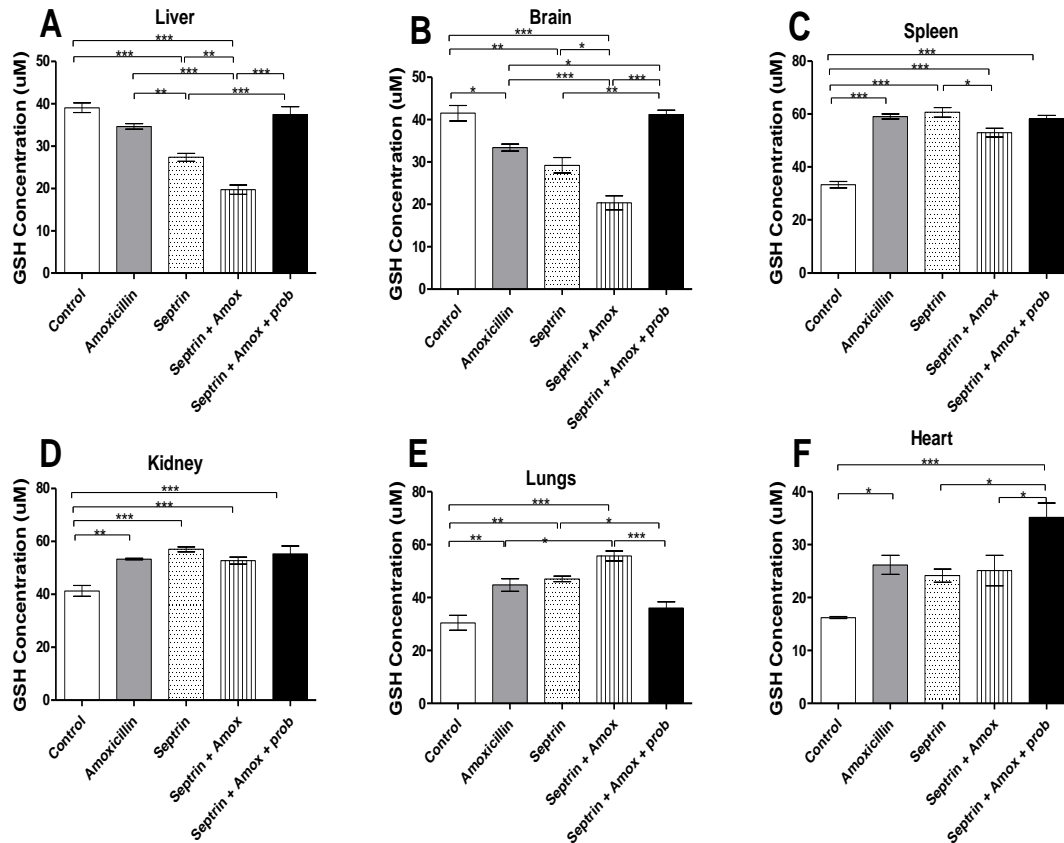 A
Liver
***
***
**
***
***
**
***
GSH Concentration (uM)
50
40
30
20
10
0
Control
Amoxicillin
Septrin
Septrin + Amox
Septrin + Amox + prob
B
Brain
***
**
*
*
***
***
*
**
GSH Concentration (uM)
50
40
30
20
10
0
Control
Amoxicillin
Septrin
Septrin + Amox
Septrin + Amox + prob
C
Spleen
***
***
***
*
***
GSH Concentration (uM)
80
60
40
20
0
Control
Amoxicillin
Septrin
Septrin + Amox
Septrin + Amox + prob
D
Kidney
***
***
***
**
GSH Concentration (uM)
80
60
40
20
0
Control
Amoxicillin
Septrin
Septrin + Amox
Septrin + Amox + prob
E
Lungs
***
**
*
**
*
***
GSH Concentration (uM)
80
60
40
20
0
Control
Amoxicillin
Septrin
Septrin + Amox
Septrin + Amox + prob
F
Heart
***
*
*
*
GSH Concentration (uM)
40
30
20
10
0
Control
Amoxicillin
Septrin
Septrin + Amox
Septrin + Amox + prob